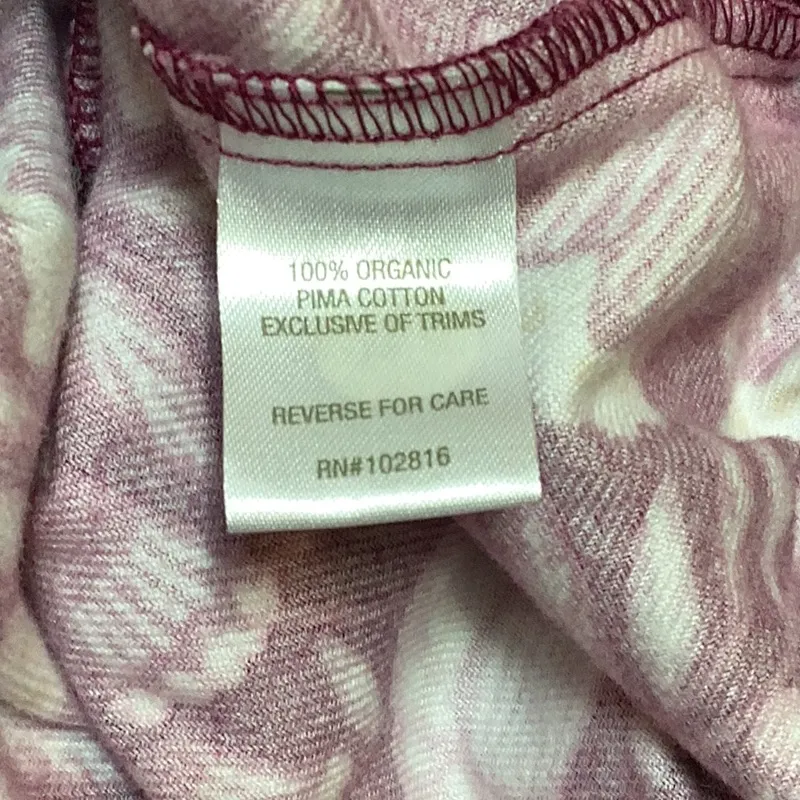 100% ORGANIC
PIMA COTTON
EXCLUSIVE OF TRIMS
REVERSE FOR CARE
RN#102816